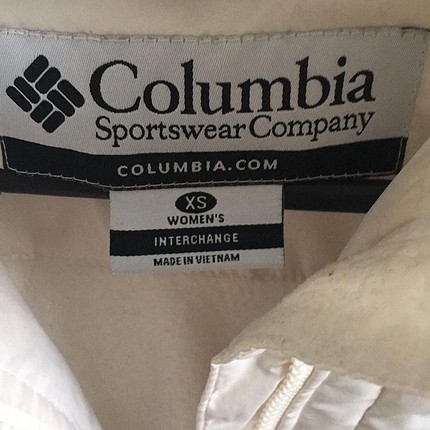 Columbia
Sportswear Company
COLUMBIA.COM
XS
WOMEN'S
INTERCHANGE
MADE IN VIETNAM